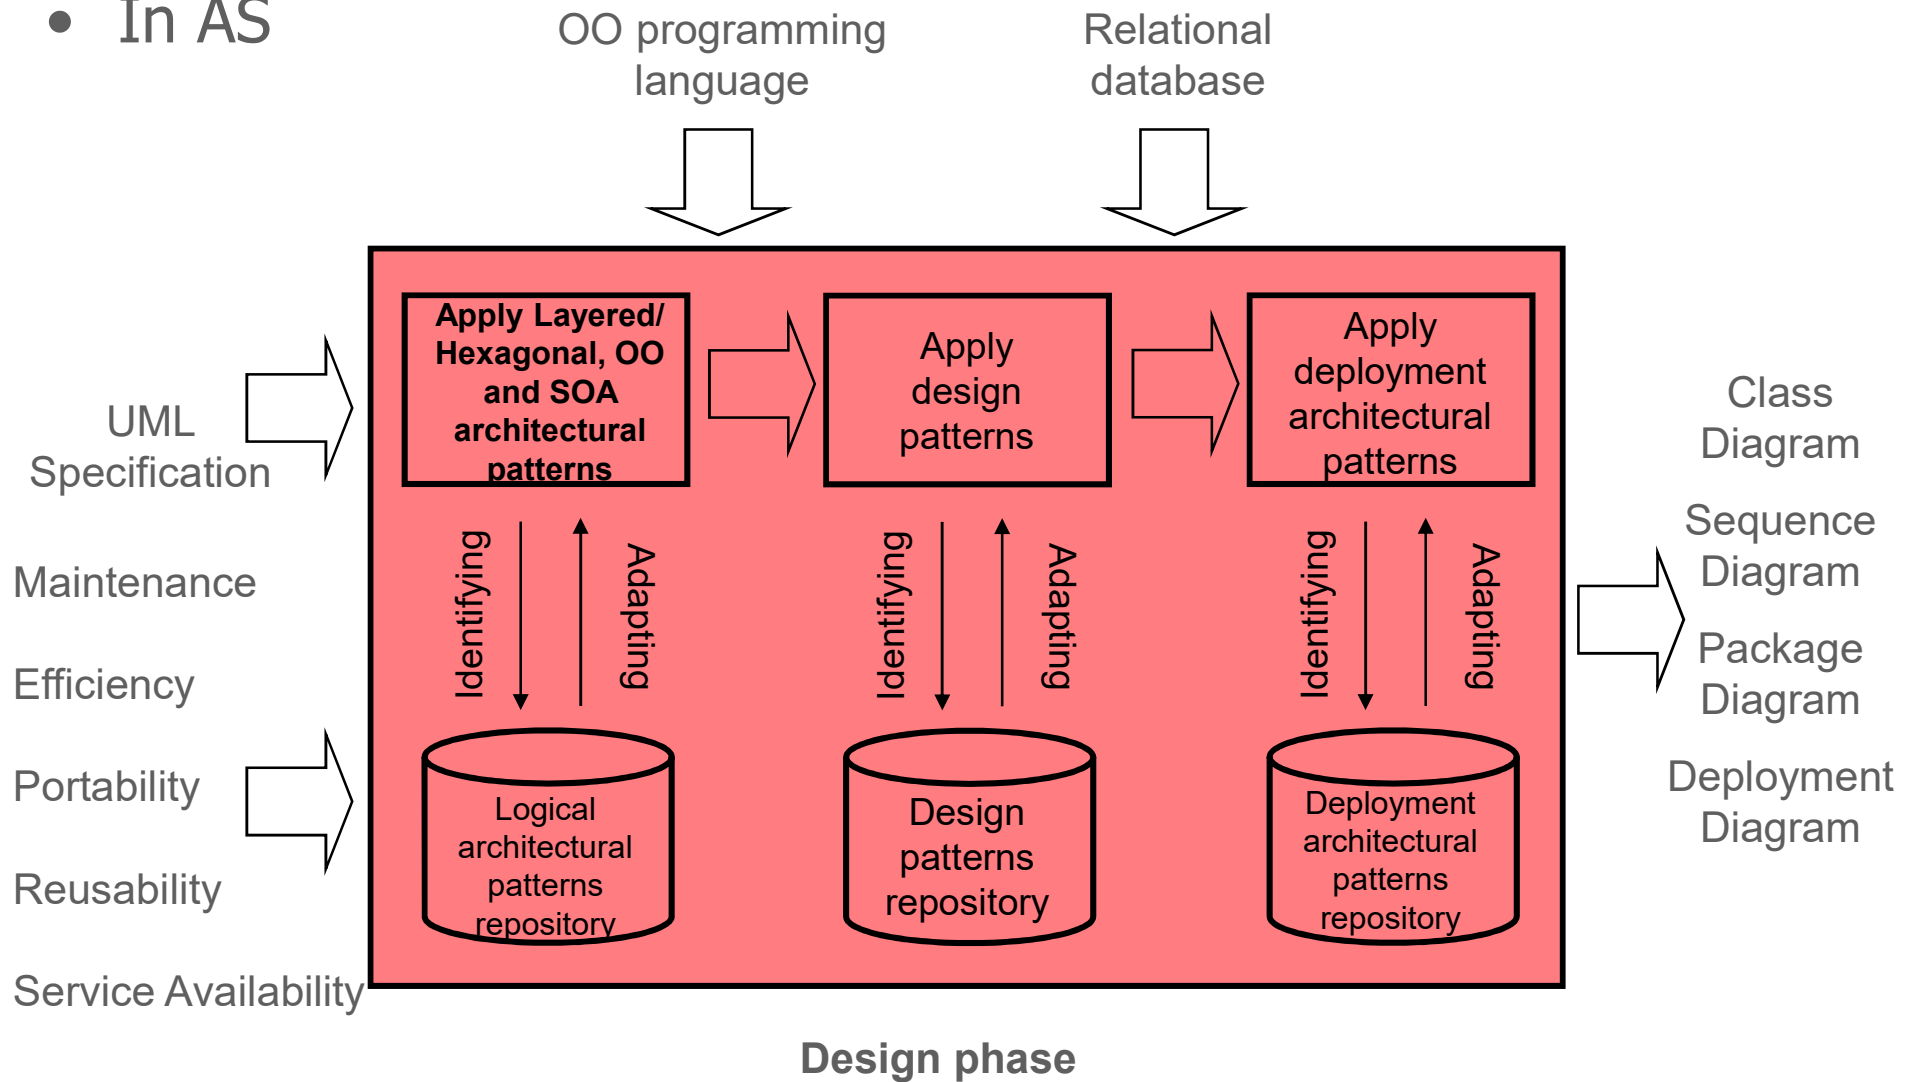 • In AS
OO programming
language
Relational
database
UML
Specification
Maintenance
Efficiency
Portability
Reusability
Service Availability
Apply Layered/
Hexagonal, OO
and SOA
architectural
patterns
Apply
design
patterns
Apply
deployment
architectural
patterns
Identifying
Adapting
Identifying
Adapting
Identifying
Adapting
Logical
architectural
patterns
repository
Design
patterns
repository
Deployment
architectural
patterns
repository
Class
Diagram
Sequence
Diagram
Package
Diagram
Deployment
Diagram
Design phase